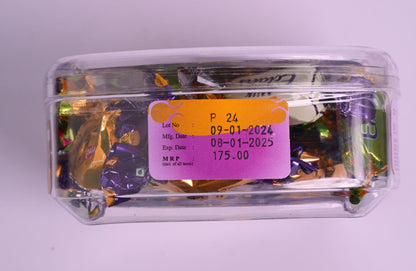 Lot No : P 24
Mfg. Date : 09-01-2024
Exp. Date : 08-01-2025
MRP : 175.00
(incl. of all taxes)